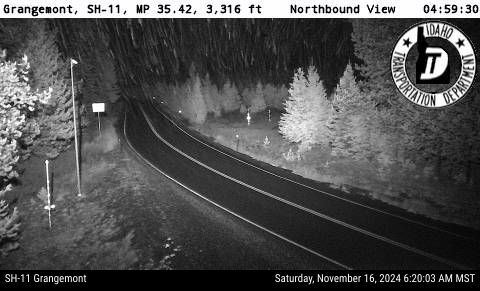 Grangemont, SH-11, MP 35.42, 3,316 ft Northbound View 04:59:30
IDAHO
TRANSPORTATION DEPARTMENT
SH-11 Grangemont Saturday, November 16, 2024 6:20:03 AM MST